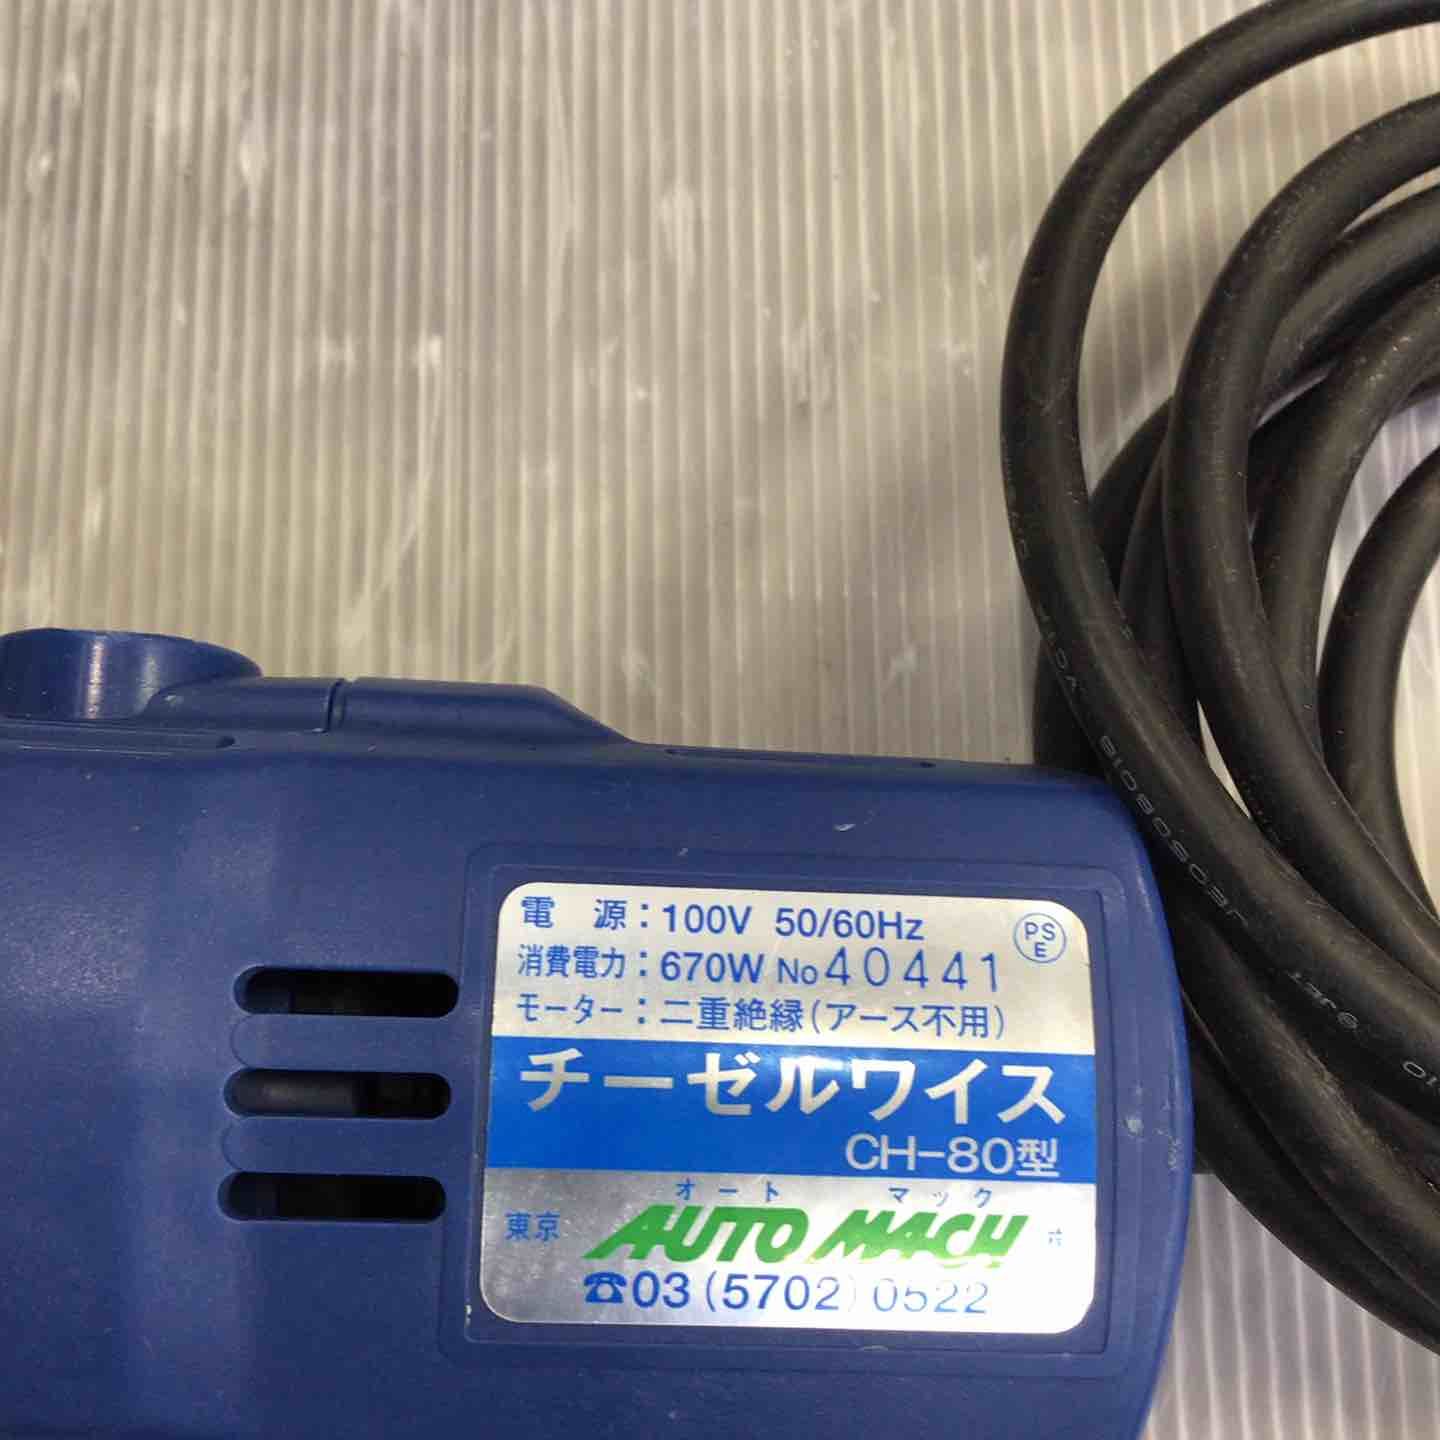 電 源：100V 50/60Hz
PS
E
消費電力：670W No 40441
モーター：二重絶縁(アース不用)
チーゼルワイス
CH-80型
オート マック
東京 AUTO MACH
☎03(5702)0522